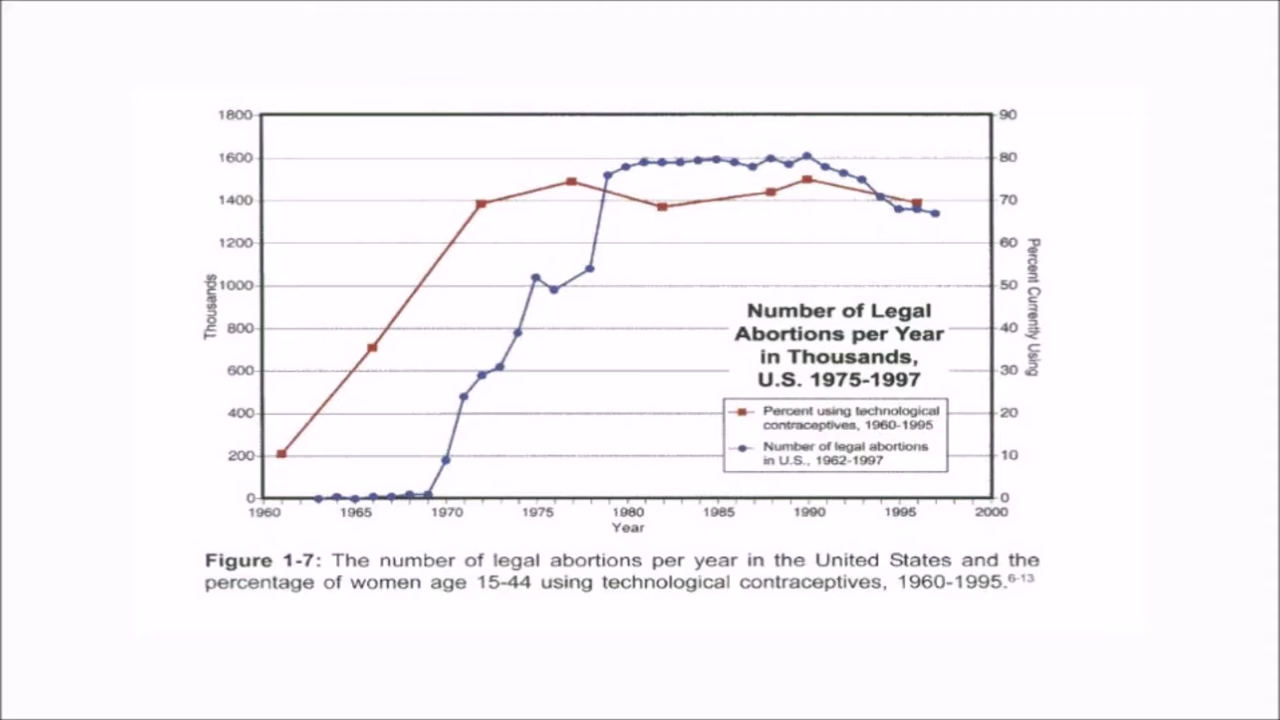 1800
1600
1400
1200
1000
800
600
400
200
0
Thousands
90
80
70
60
50
40
30
20
10
0
Percent Currently Using
Number of Legal
Abortions per Year
in Thousands,
U.S. 1975-1997
Percent using technological
contraceptives, 1960-1995
Number of legal abortions
in U.S., 1962-1997
1960 1965 1970 1975 1980 1985 1990 1995 2000
Year
Figure 1-7: The number of legal abortions per year in the United States and the
percentage of women age 15-44 using technological contraceptives, 1960-1995.6-13